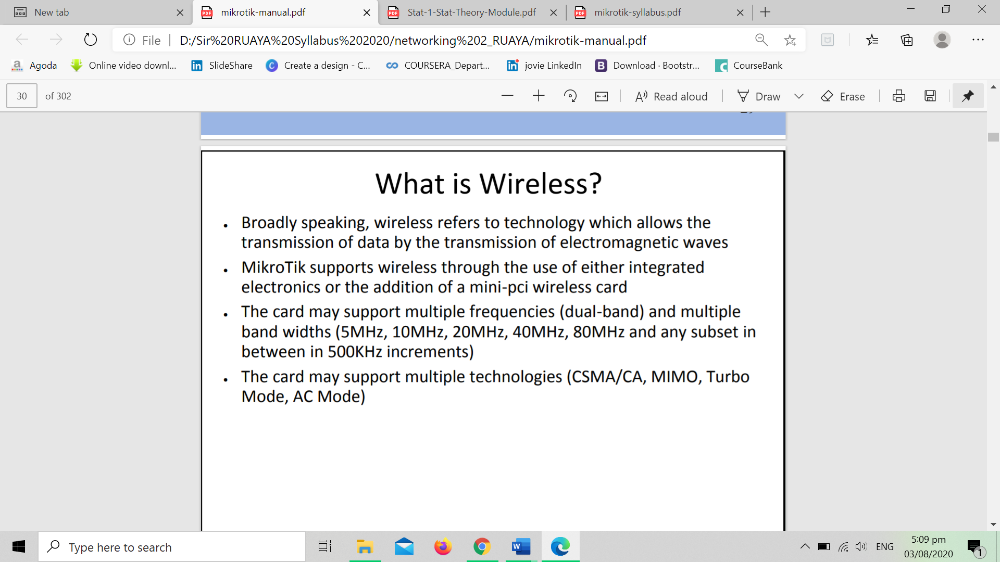 New tab
mikrotik-manual.pdf
Stat-1-Stat-Theory-Module.pdf
mikrotik-syllabus.pdf
File
D:/Sir%20RUAYA%20Syllabus%202020/networking%202_RUAYA/mikrotik-manual.pdf
Agoda
Online video downl...
SlideShare
Create a design - C...
COURSERA_Depart...
jovie LinkedIn
Download · Bootstr...
CourseBank
30 of 302
Read aloud
Draw
Erase
What is Wireless?
• Broadly speaking, wireless refers to technology which allows the
transmission of data by the transmission of electromagnetic waves
• MikroTik supports wireless through the use of either integrated
electronics or the addition of a mini-pci wireless card
• The card may support multiple frequencies (dual-band) and multiple
band widths (5MHz, 10MHz, 20MHz, 40MHz, 80MHz and any subset in
between in 500KHz increments)
• The card may support multiple technologies (CSMA/CA, MIMO, Turbo
Mode, AC Mode)
Type here to search
ENG
5:09 pm
03/08/2020
1